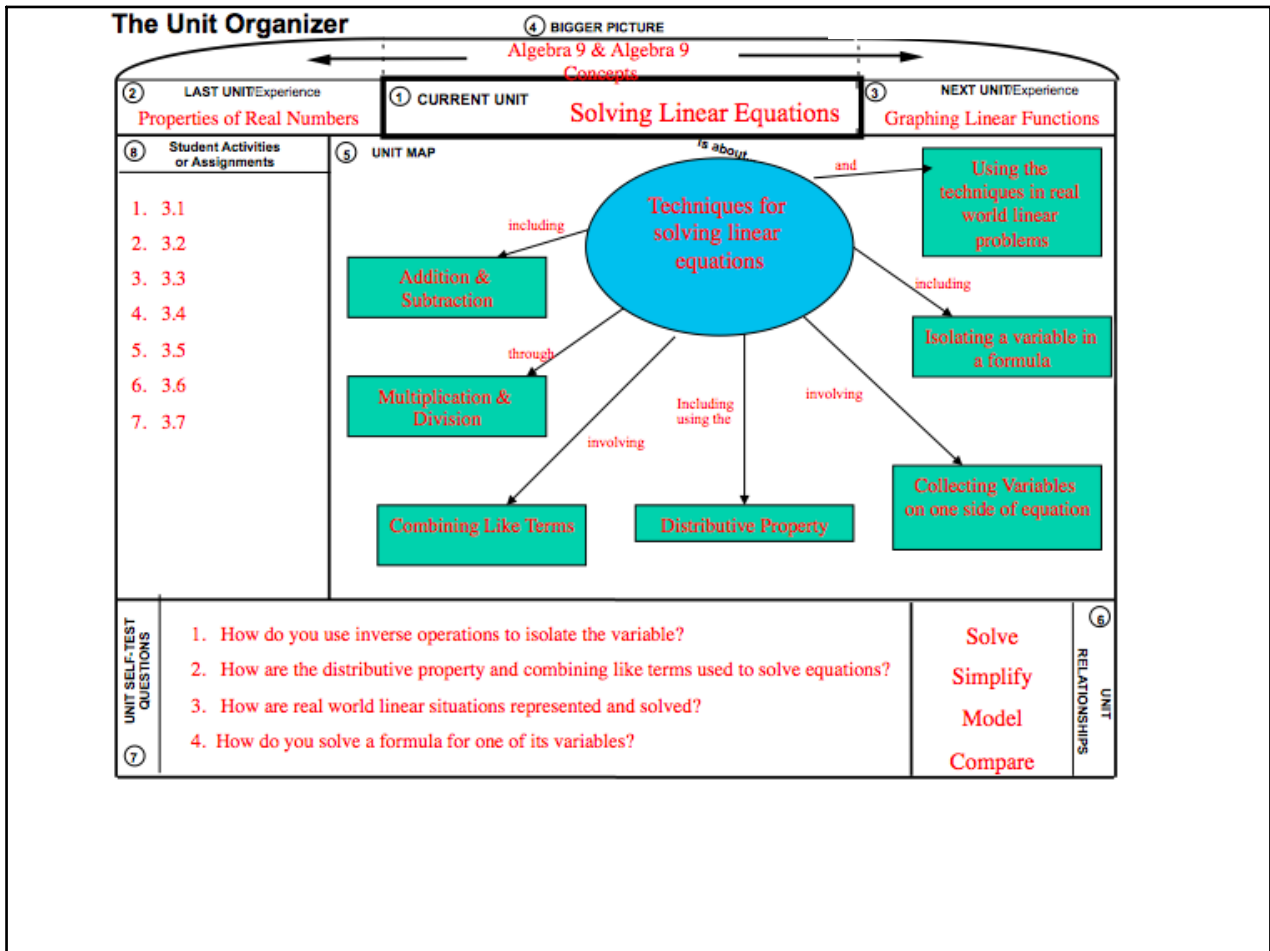 The Unit Organizer
④ BIGGER PICTURE
Algebra 9 & Algebra 9
Concepts
② LAST UNIT/Experience
Properties of Real Numbers
① CURRENT UNIT
Solving Linear Equations
③ NEXT UNIT/Experience
Graphing Linear Functions
⑧ Student Activities
or Assignments
1. 3.1
2. 3.2
3. 3.3
4. 3.4
5. 3.5
6. 3.6
7. 3.7
⑤ UNIT MAP
is about...
Techniques for
solving linear
equations
and
Using the
techniques in real
world linear
problems
including
Addition &
Subtraction
including
Isolating a variable in
a formula
through
Multiplication &
Division
involving
Combining Like Terms
Including
using the
Distributive Property
involving
Collecting Variables
on one side of equation
UNIT SELF-TEST
QUESTIONS
⑦
1. How do you use inverse operations to isolate the variable?
2. How are the distributive property and combining like terms used to solve equations?
3. How are real world linear situations represented and solved?
4. How do you solve a formula for one of its variables?
Solve
Simplify
Model
Compare
⑥
UNIT
RELATIONSHIPS